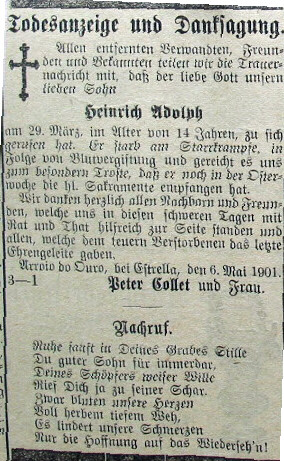 Todesanzeige und Danksagung.
Allen entfernten Verwandten, Freun-
den und Bekannten teilen wir die Trauer-
nachricht mit, daß der liebe Gott unsern
lieben Sohn
Heinrich Adolph
am 29. März, im Alter von 14 Jahren, zu sich
gerufen hat. Er starb am Starrkrampfe, in
Folge von Blutvergiftung und gereicht es uns
zum besondern Troste, daß er noch in der Oster-
woche die hl. Sakramente empfangen hat.
Wir danken herzlich allen Nachborn und Freun-
den, welche uns in diesen schweren Tagen mit
Rat und That hilfreich zur Seite standen und
allen, welche dem teuern Verstorbenen das letzte
Ehrengeleite gaben.
Arroio do Ouro, bei Estrella, den 6. Mai 1901.
3—1 Peter Collet und Frau.
Nachruf.
Ruhe sanft in Deines Grabes Stille
Du guter Sohn für immerdar,
Deines Schöpfers weiser Wille
Rief Dich ja zu seiner Schar.
Zwar bluten unsere Herzen
Voll herbem tiefem Weh,
Es lindert unsere Schmerzen
Nur die Hoffnung auf das Wiederseh'n!